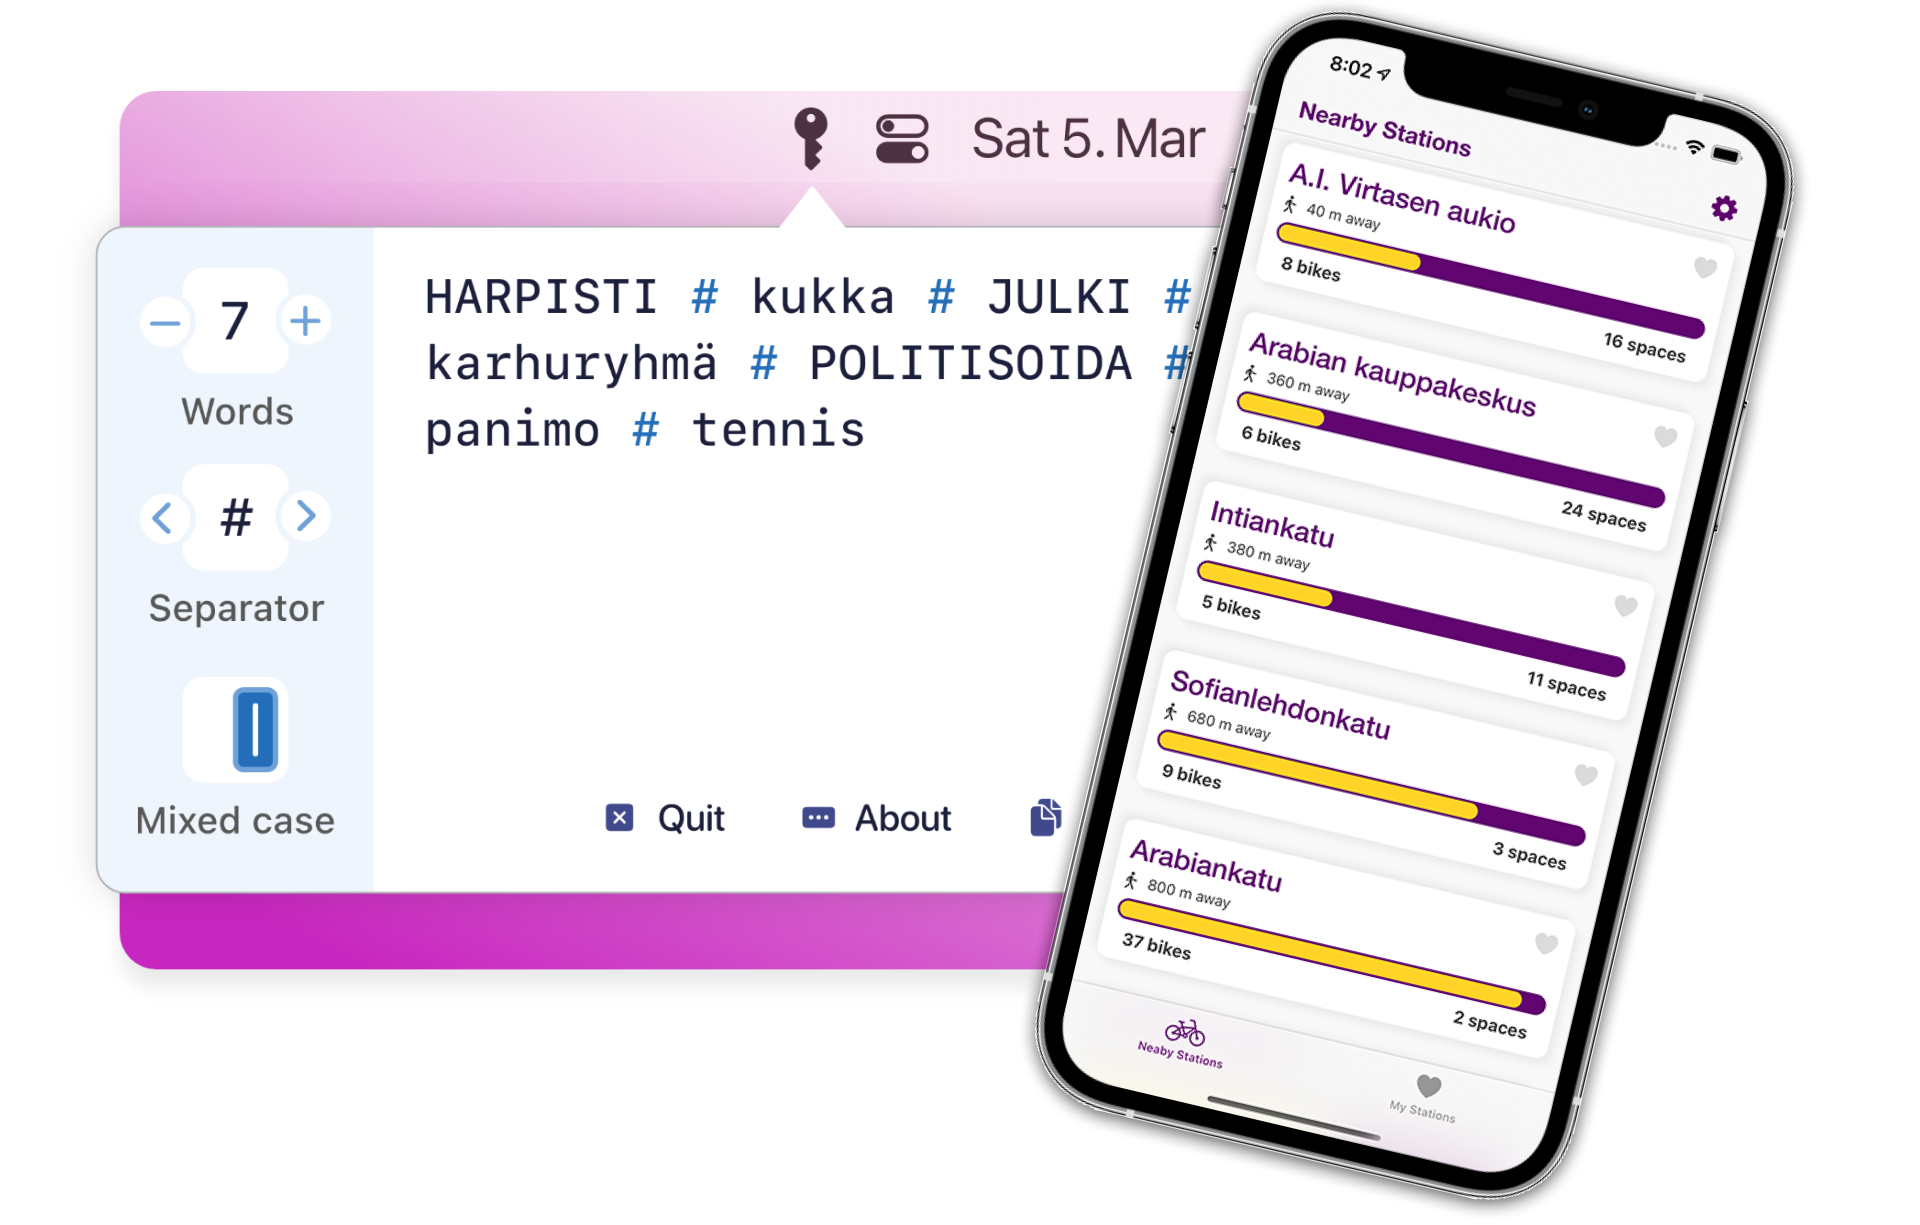 Sat 5. Mar
7
Words
#
Separator
Mixed case
HARPISTI # kukka # JULKI #
karhuryhmä # POLITISOIDA #
panimo # tennis
Quit
About
8:02
Nearby Stations
A.I. Virtasen aukio
40 m away
8 bikes
16 spaces
Arabian kauppakeskus
360 m away
6 bikes
24 spaces
Intiankatu
380 m away
5 bikes
11 spaces
Sofianlehdonkatu
680 m away
9 bikes
3 spaces
Arabiankatu
800 m away
37 bikes
2 spaces
Neaby Stations
My Stations